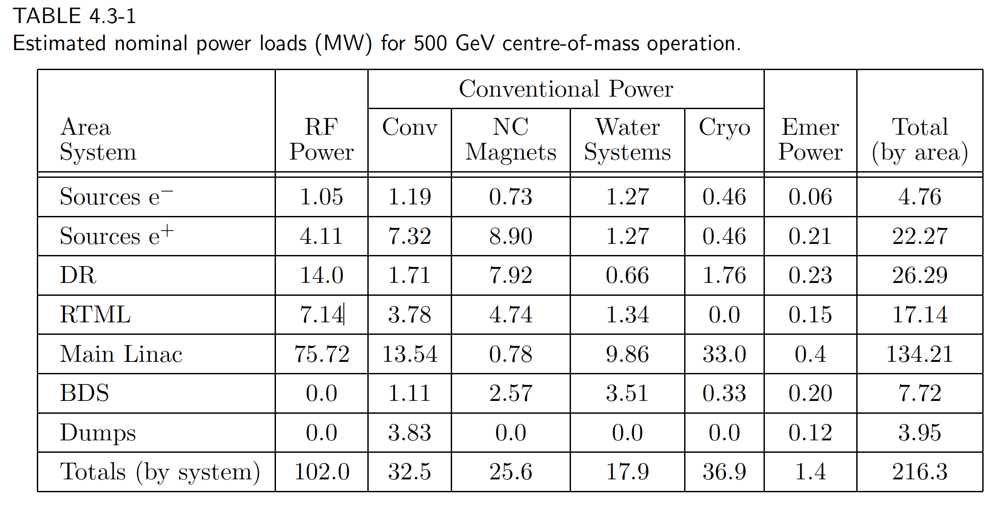 TABLE 4.3-1
Estimated nominal power loads (MW) for 500 GeV centre-of-mass operation.
Conventional Power
Area RF Conv NC Water Cryo Emer Total
System Power Magnets Systems Power (by area)
Sources e⁻ 1.05 1.19 0.73 1.27 0.46 0.06 4.76
Sources e⁺ 4.11 7.32 8.90 1.27 0.46 0.21 22.27
DR 14.0 1.71 7.92 0.66 1.76 0.23 26.29
RTML 7.14 3.78 4.74 1.34 0.0 0.15 17.14
Main Linac 75.72 13.54 0.78 9.86 33.0 0.4 134.21
BDS 0.0 1.11 2.57 3.51 0.33 0.20 7.72
Dumps 0.0 3.83 0.0 0.0 0.0 0.12 3.95
Totals (by system) 102.0 32.5 25.6 17.9 36.9 1.4 216.3